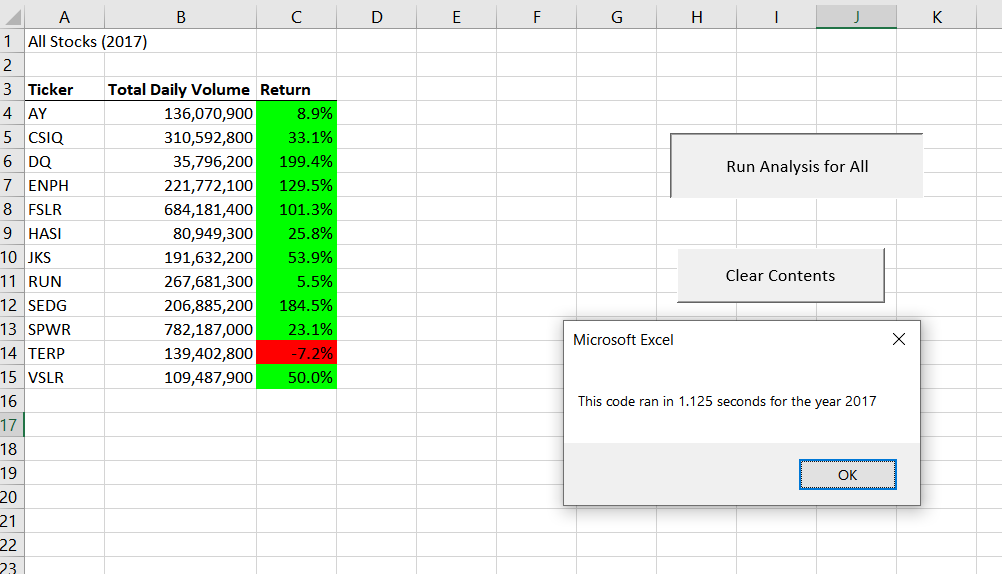 A B C D E F G H I J K
1 All Stocks (2017)
2
3 Ticker Total Daily Volume Return
4 AY 136,070,900 8.9%
5 CSIQ 310,592,800 33.1%
6 DQ 35,796,200 199.4%
Run Analysis for All
7 ENPH 221,772,100 129.5%
8 FSLR 684,181,400 101.3%
9 HASI 80,949,300 25.8%
10 JKS 191,632,200 53.9%
11 RUN 267,681,300 5.5%
Clear Contents
12 SEDG 206,885,200 184.5%
13 SPWR 782,187,000 23.1%
14 TERP 139,402,800 -7.2%
15 VSLR 109,487,900 50.0%
16
17
18
19
20
21
22
23
Microsoft Excel
This code ran in 1.125 seconds for the year 2017
OK